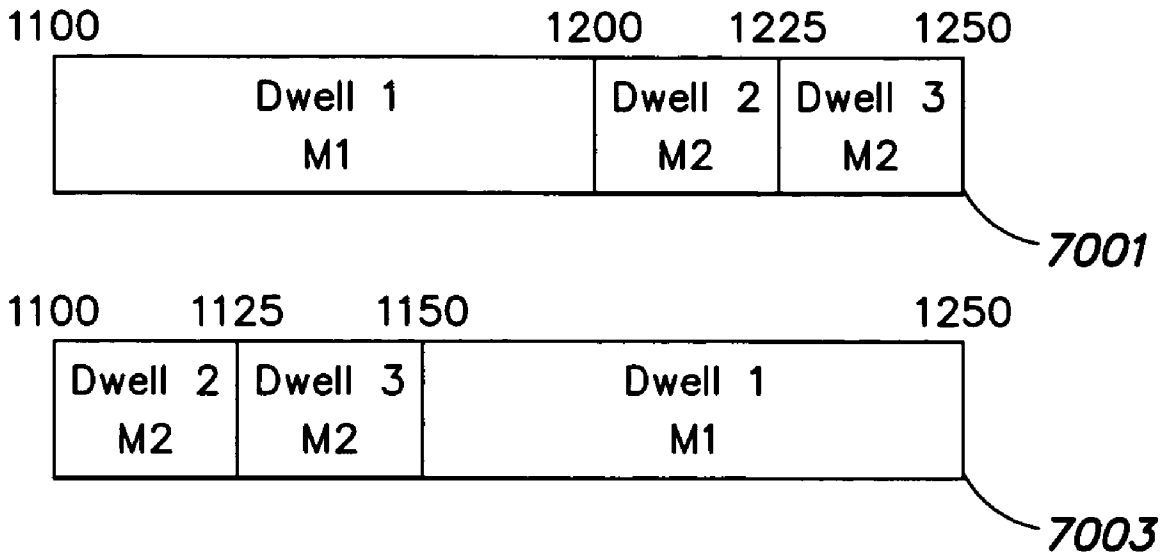 1100 1200 1225 1250
Dwell 1 Dwell 2 Dwell 3
M1 M2 M2
7001
1100 1125 1150 1250
Dwell 2 Dwell 3 Dwell 1
M2 M2 M1
7003